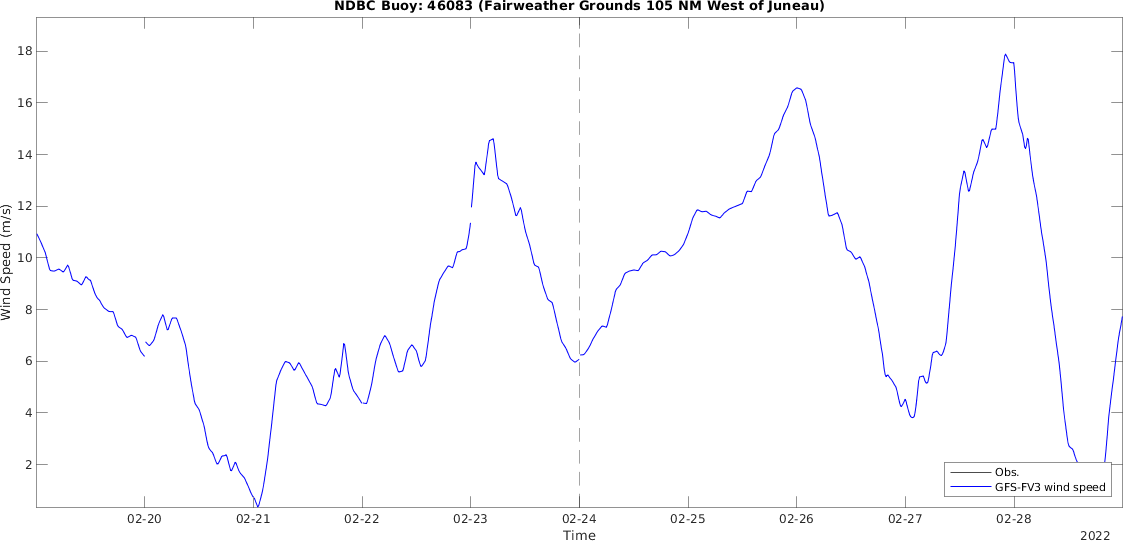 NDBC Buoy: 46083 (Fairweather Grounds 105 NM West of Juneau)
18
16
14
12
10
8
6
4
2
Wind Speed (m/s)
Obs.
GFS-FV3 wind speed
02-20 02-21 02-22 02-23 02-24 02-25 02-26 02-27 02-28
Time
2022